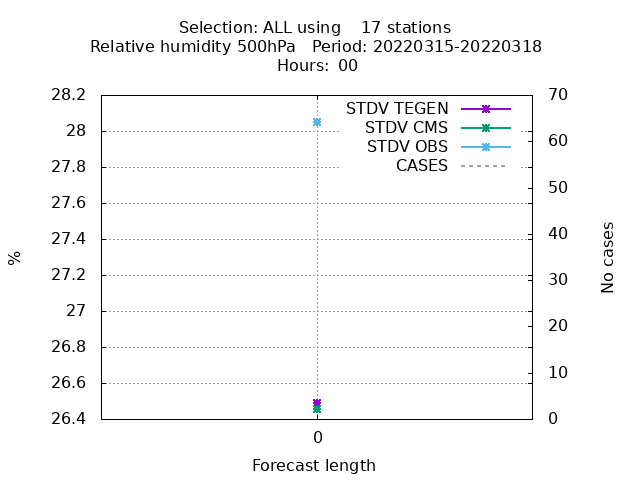 Selection: ALL using    17 stations
Relative humidity 500hPa   Period: 20220315-20220318
Hours: 00
28.2
28
27.8
27.6
27.4
27.2
27
26.8
26.6
26.4
%
STDV TEGEN
STDV CMS
STDV OBS
CASES
70
60
50
40
30
20
10
0
No cases
0
Forecast length